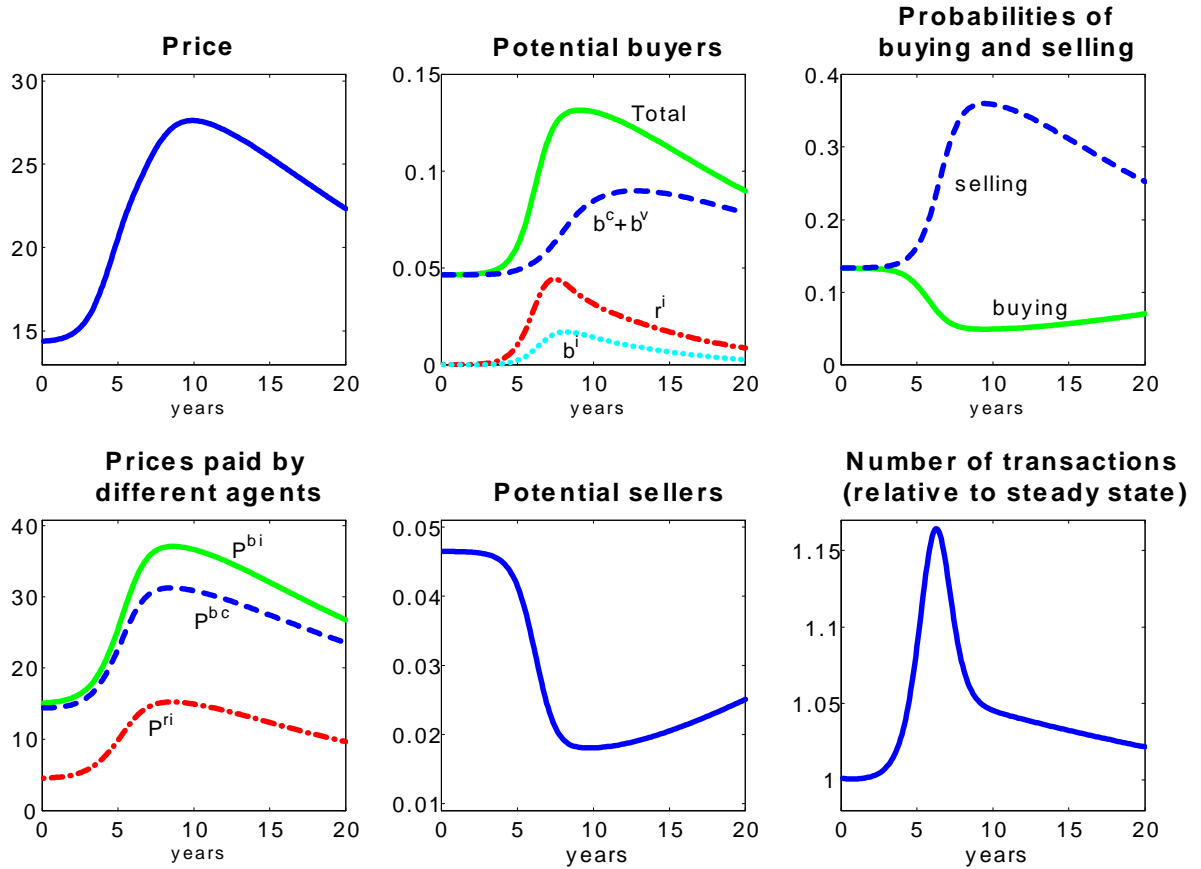 Price
30
25
20
15
0 5 10 15 20
years
Potential buyers
0.15
0.1
0.05
0
Total
b^c+b^v
r^i
b^i
0 5 10 15 20
years
Probabilities of
buying and selling
0.4
0.3
0.2
0.1
0
selling
buying
0 5 10 15 20
years
Prices paid by
different agents
40
30
20
10
0
P^bi
P^bc
P^ri
0 5 10 15 20
years
Potential sellers
0.05
0.04
0.03
0.02
0.01
0 5 10 15 20
years
Number of transactions
(relative to steady state)
1.15
1.1
1.05
1
0 5 10 15 20
years